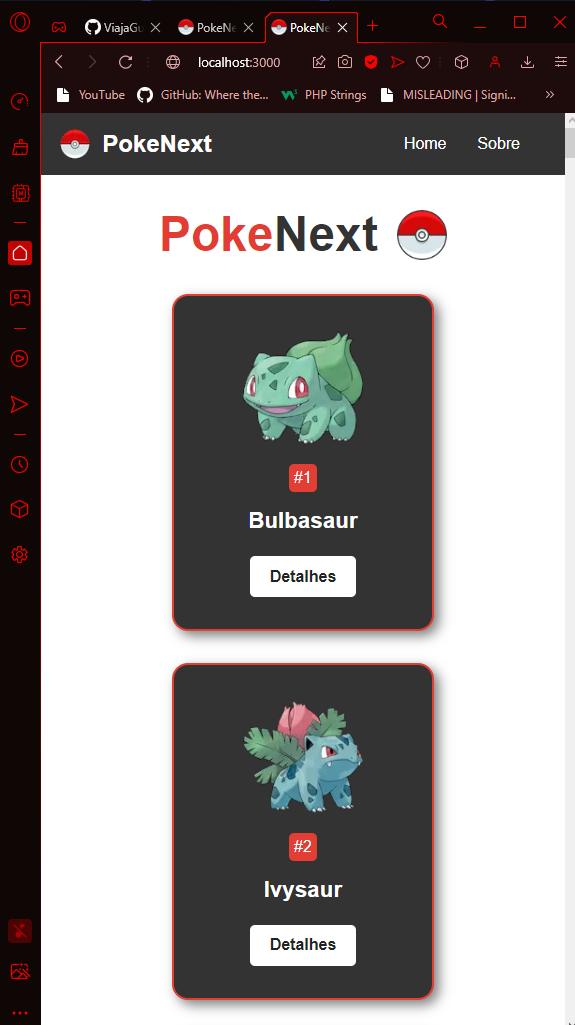 ViajaGu
PokeNe
PokeNe
localhost:3000
YouTube
GitHub: Where the...
PHP Strings
MISLEADING | Signi...
»
PokeNext
Home
Sobre
PokeNext
#1
Bulbasaur
Detalhes
#2
Ivysaur
Detalhes